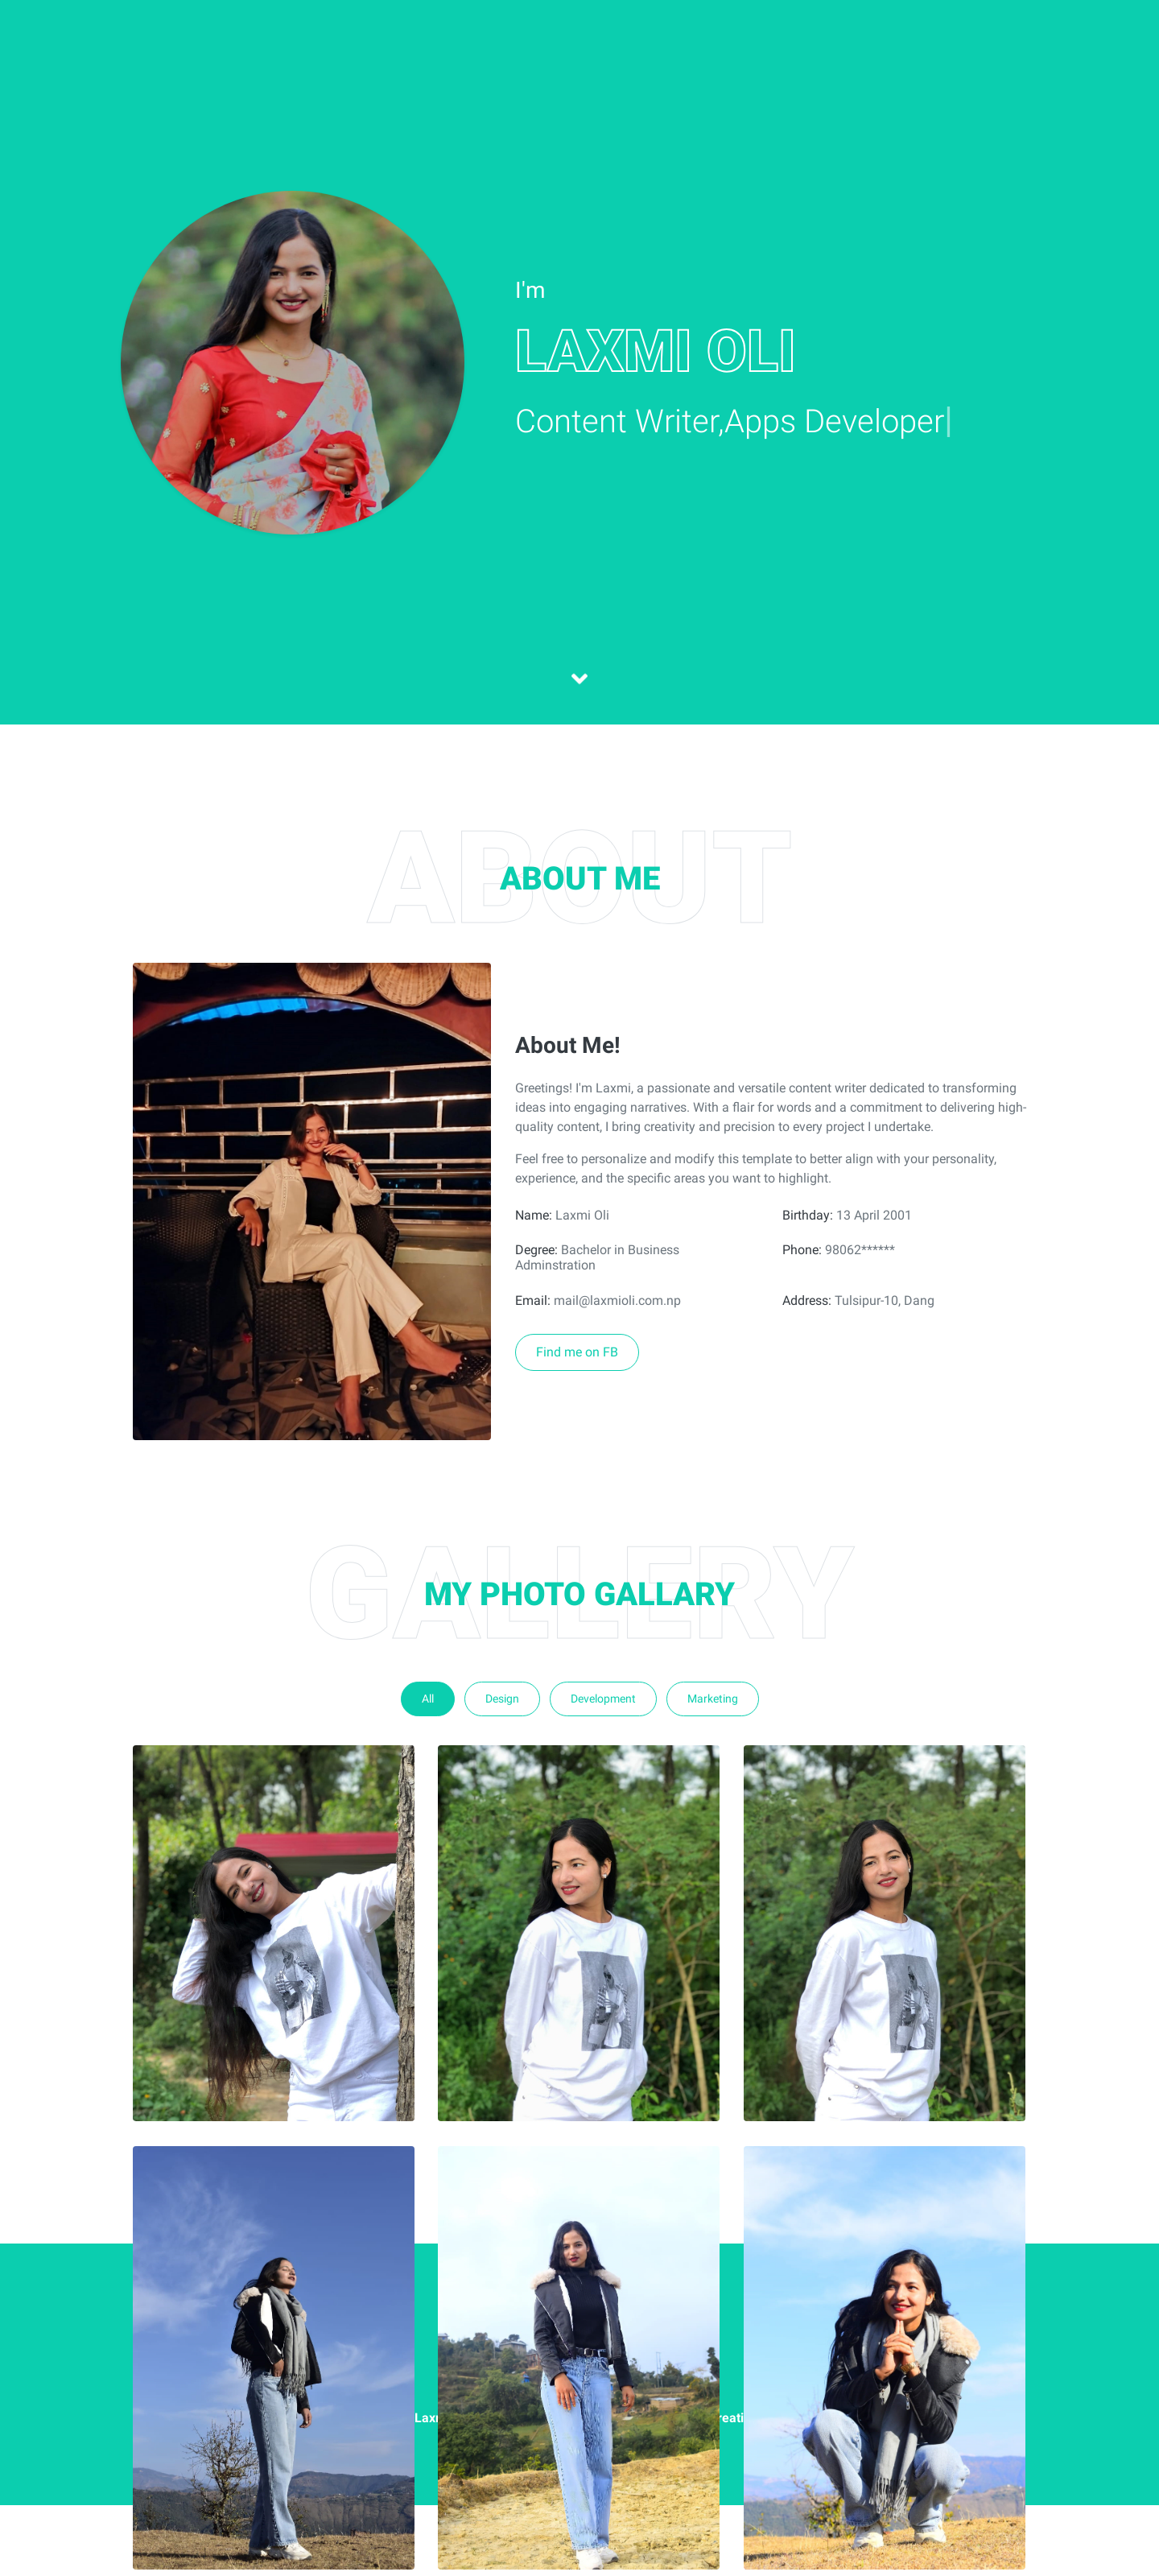 I'm
LAXMI OLI
Content Writer,Apps Developer
ABOUT
ABOUT ME
About Me!
Greetings! I'm Laxmi, a passionate and versatile content writer dedicated to transforming
ideas into engaging narratives. With a flair for words and a commitment to delivering high-
quality content, I bring creativity and precision to every project I undertake.
Feel free to personalize and modify this template to better align with your personality,
experience, and the specific areas you want to highlight.
Name: Laxmi Oli
Birthday: 13 April 2001
Degree: Bachelor in Business
Adminstration
Phone: 98062******
Email: mail@laxmioli.com.np
Address: Tulsipur-10, Dang
Find me on FB
GALLERY
MY PHOTO GALLARY
All
Design
Development
Marketing